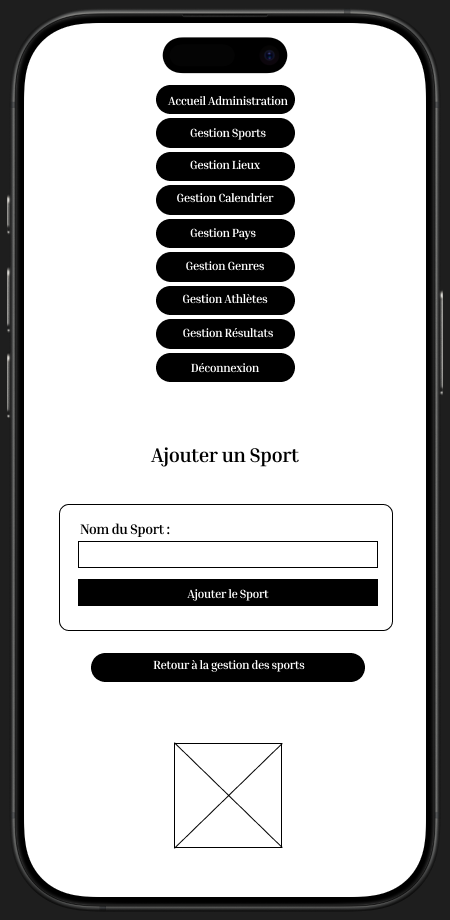 Accueil Administration
Gestion Sports
Gestion Lieux
Gestion Calendrier
Gestion Pays
Gestion Genres
Gestion Athlètes
Gestion Résultats
Déconnexion
Ajouter un Sport
Nom du Sport :
Ajouter le Sport
Retour à la gestion des sports